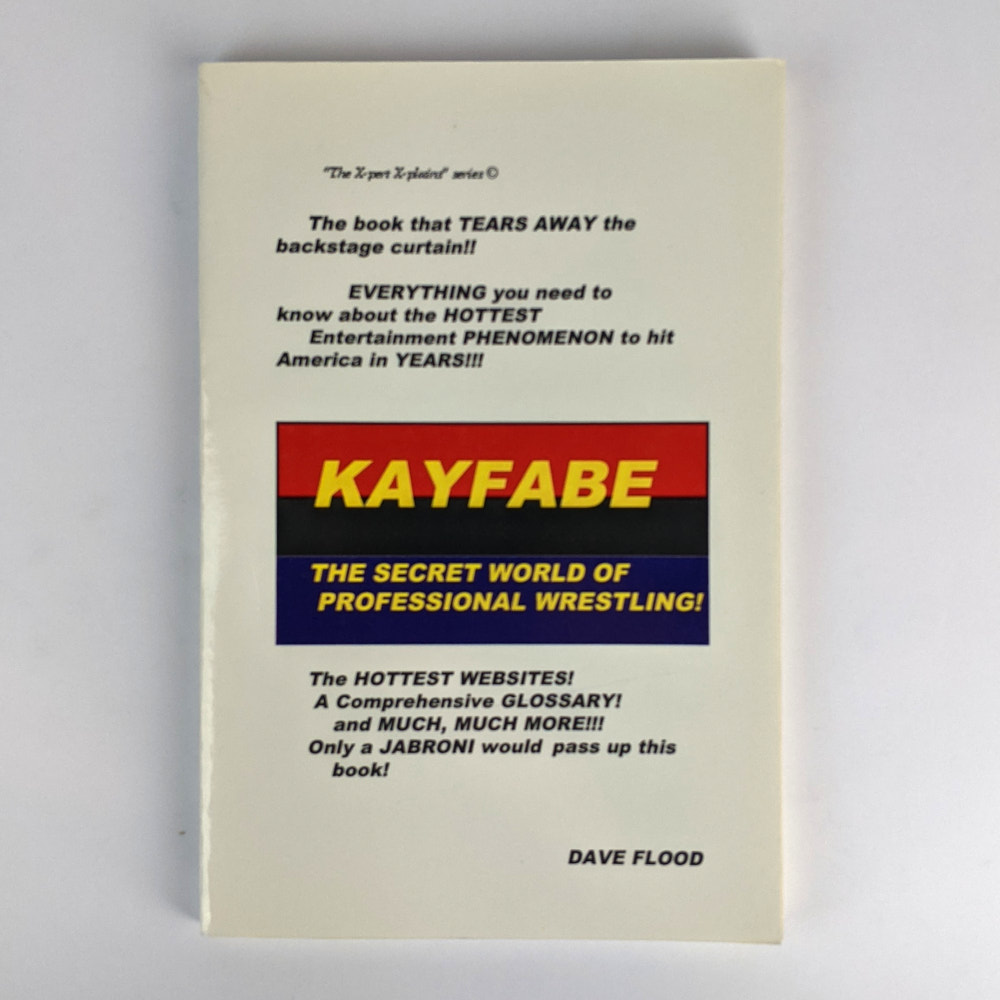 "The X-pert X-plains" series ©
The book that TEARS AWAY the
backstage curtain!!
EVERYTHING you need to
know about the HOTTEST
Entertainment PHENOMENON to hit
America in YEARS!!!
KAYFABE
THE SECRET WORLD OF
PROFESSIONAL WRESTLING!
The HOTTEST WEBSITES!
A Comprehensive GLOSSARY!
and MUCH, MUCH MORE!!!
Only a JABRONI would pass up this
book!
DAVE FLOOD